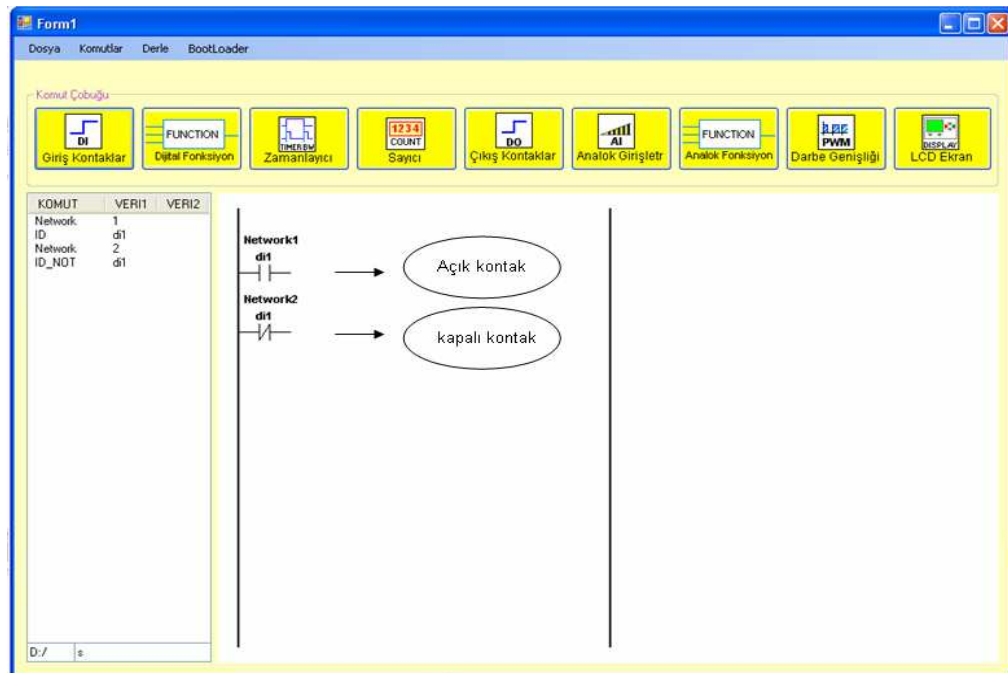 Form1
Dosya Komutlar Derle BootLoader
Komut Çobuğu
DI
Giriş Kontaklar
FUNCTION
Dijital Fonksiyon
TIMER BW
Zamanlayıcı
1234
COUNT
Sayıcı
DO
Çıkış Kontaklar
AI
Analok Girişletr
FUNCTION
Analok Fonksiyon
PWM
Darbe Genişliği
DISPLAY
LCD Ekran
KOMUT VERI1 VERI2
Network 1
ID di1
Network 2
ID_NOT di1
Network1
di1
Açık kontak
Network2
di1
kapalı kontak
D:/ s